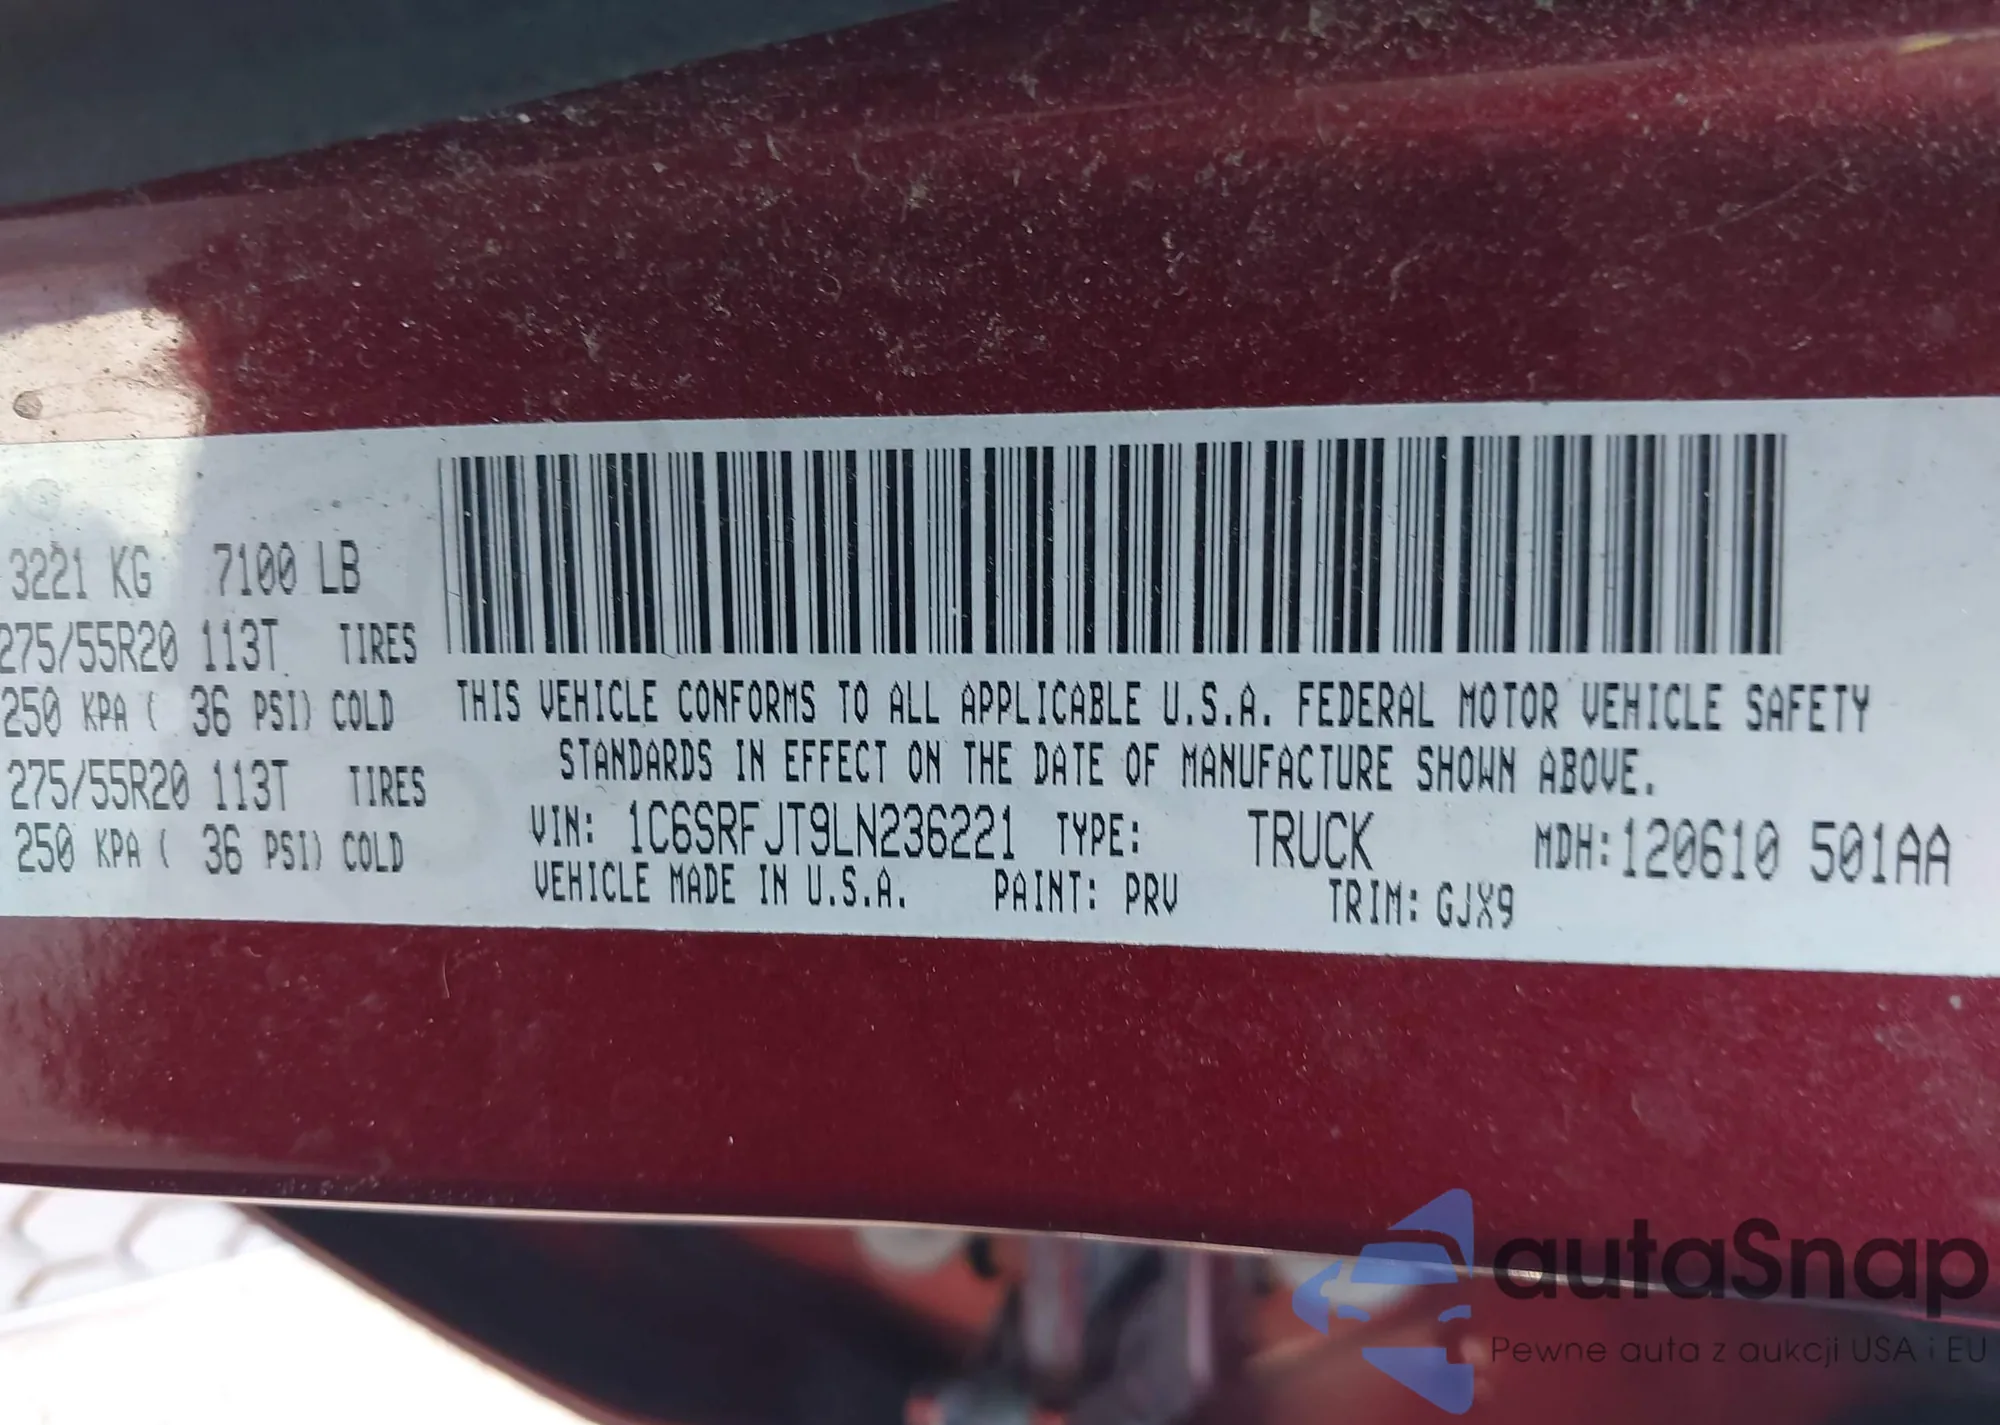 3221 KG 7100 LB
275/55R20 113T TIRES
250 KPA ( 36 PSI) COLD
275/55R20 113T TIRES
250 KPA ( 36 PSI) COLD
THIS VEHICLE CONFORMS TO ALL APPLICABLE U.S.A. FEDERAL MOTOR VEHICLE SAFETY
STANDARDS IN EFFECT ON THE DATE OF MANUFACTURE SHOWN ABOVE.
VIN: 1C6SRFJT9LN236221 TYPE: TRUCK MDH:120610 501AA
VEHICLE MADE IN U.S.A. PAINT: PRV TRIM: GJX9
autaSnap
Pewne auta z aukcji USA i EU